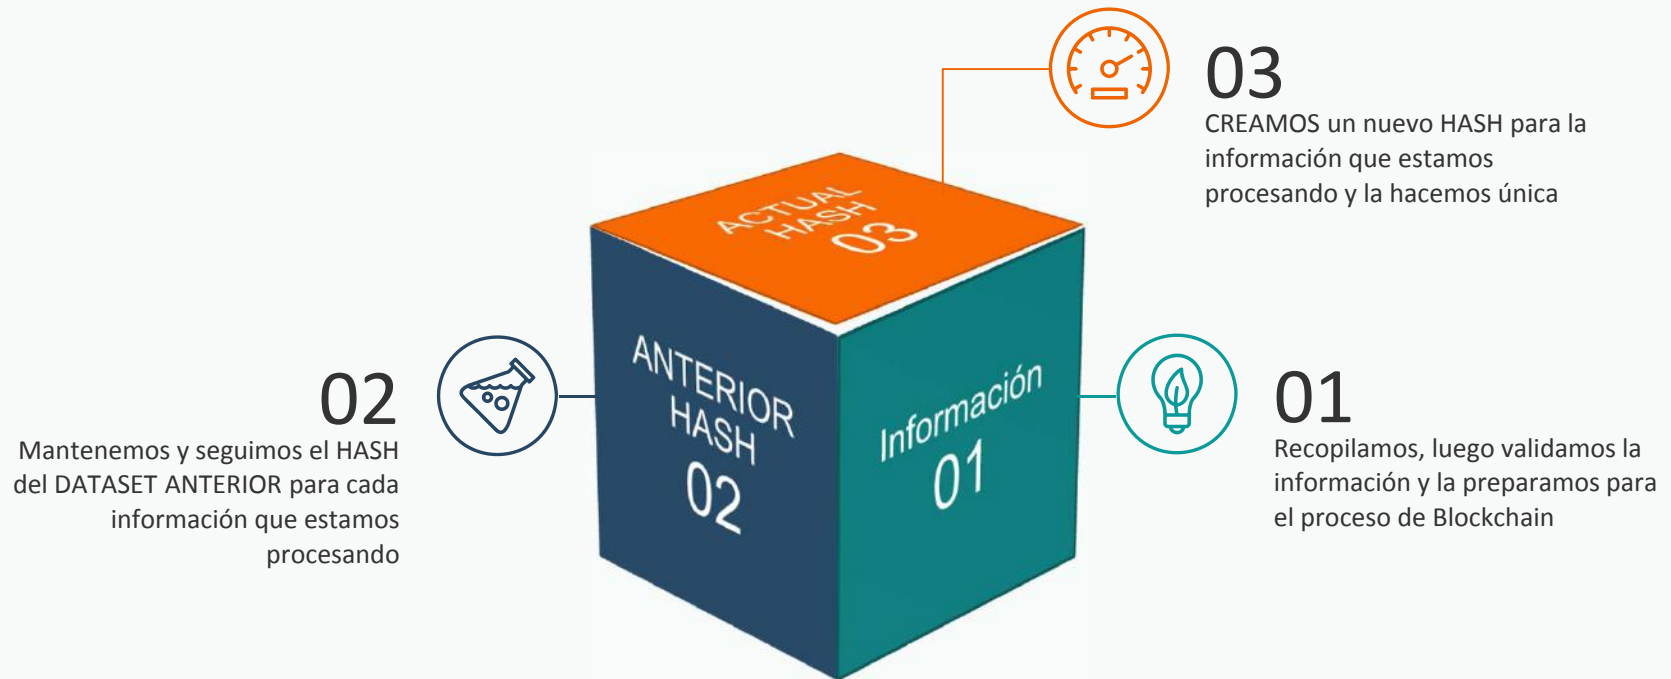 03
CREAMOS un nuevo HASH para la
información que estamos
procesando y la hacemos única
ACTUAL
HASH
03
ANTERIOR
HASH
02
Información
01
02
Mantenemos y seguimos el HASH
del DATASET ANTERIOR para cada
información que estamos
procesando
01
Recopilamos, luego validamos la
información y la preparamos para
el proceso de Blockchain